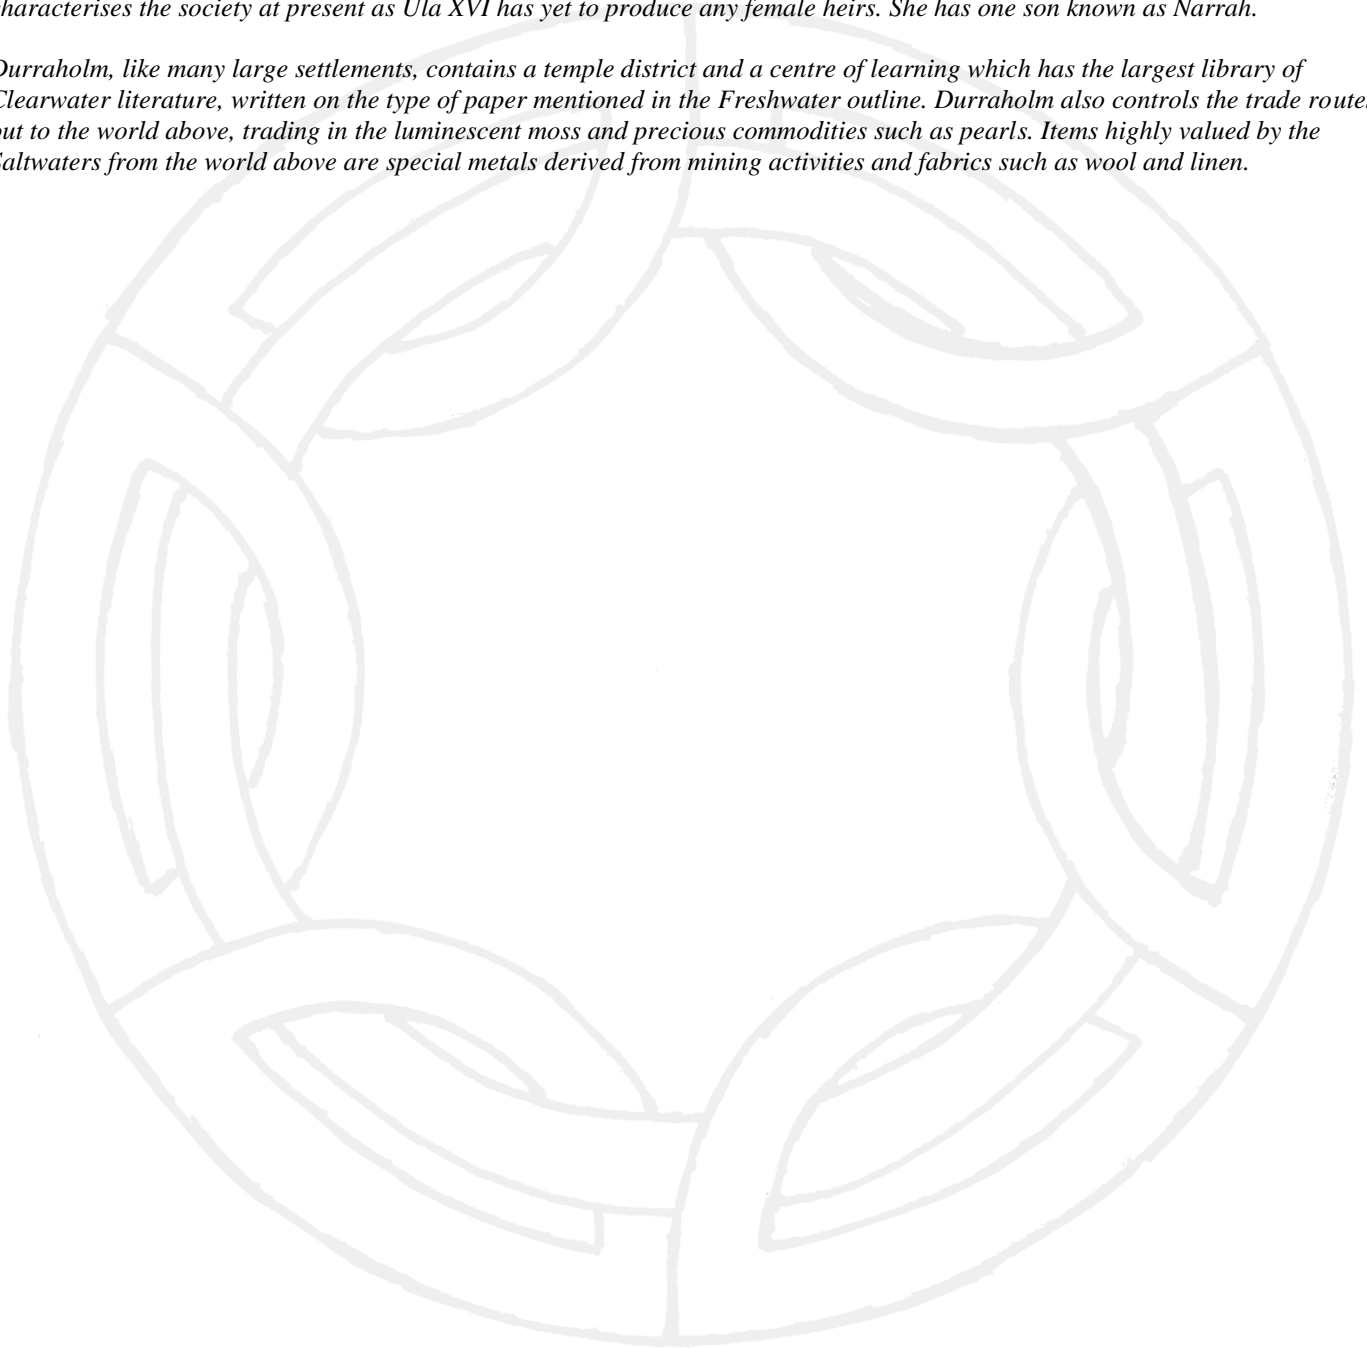 characterises the society at present as Ula XVI has yet to produce any female heirs. She has one son known as Narrah.
Durraholm, like many large settlements, contains a temple district and a centre of learning which has the largest library of
Clearwater literature, written on the type of paper mentioned in the Freshwater outline. Durraholm also controls the trade routes
out to the world above, trading in the luminescent moss and precious commodities such as pearls. Items highly valued by the
Saltwaters from the world above are special metals derived from mining activities and fabrics such as wool and linen.